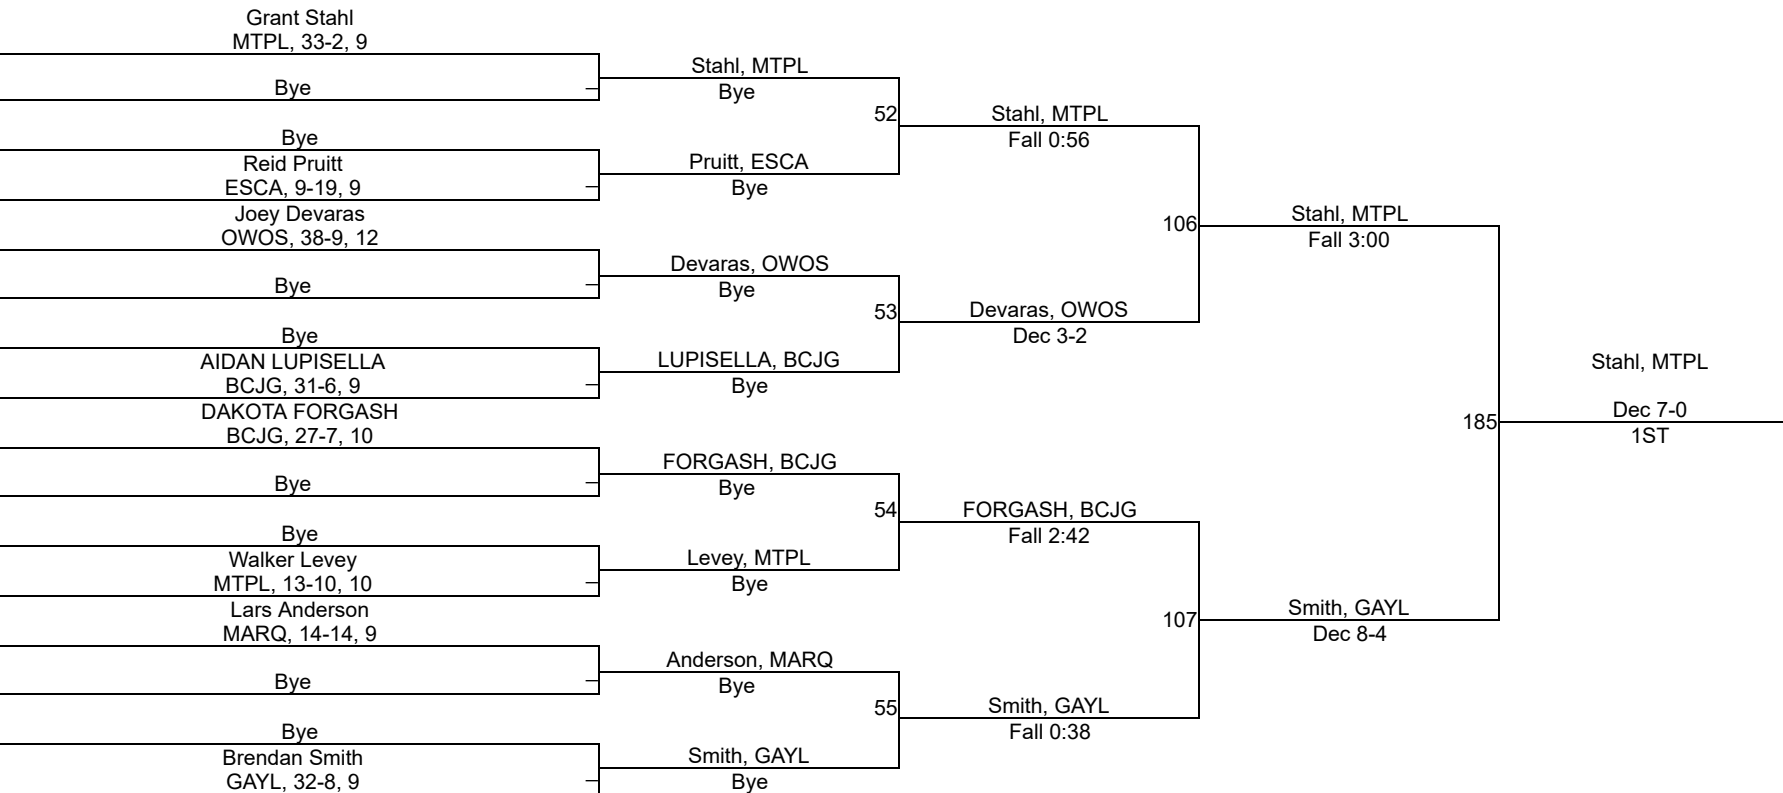 Grant Stahl
MTPL, 33-2, 9
Bye
Bye
Reid Pruitt
ESCA, 9-19, 9
Joey Devaras
OWOS, 38-9, 12
Bye
Bye
AIDAN LUPISELLA
BCJG, 31-6, 9
DAKOTA FORGASH
BCJG, 27-7, 10
Bye
Bye
Walker Levey
MTPL, 13-10, 10
Lars Anderson
MARQ, 14-14, 9
Bye
Bye
Brendan Smith
GAYL, 32-8, 9
Stahl, MTPL
Bye
52
Pruitt, ESCA
Bye
Devaras, OWOS
Bye
53
LUPISELLA, BCJG
Bye
FORGASH, BCJG
Bye
54
Levey, MTPL
Bye
Anderson, MARQ
Bye
55
Smith, GAYL
Bye
Stahl, MTPL
Fall 0:56
106
Devaras, OWOS
Dec 3-2
FORGASH, BCJG
Fall 2:42
107
Smith, GAYL
Fall 0:38
Stahl, MTPL
Fall 3:00
185
Smith, GAYL
Dec 8-4
Stahl, MTPL
Dec 7-0
1ST